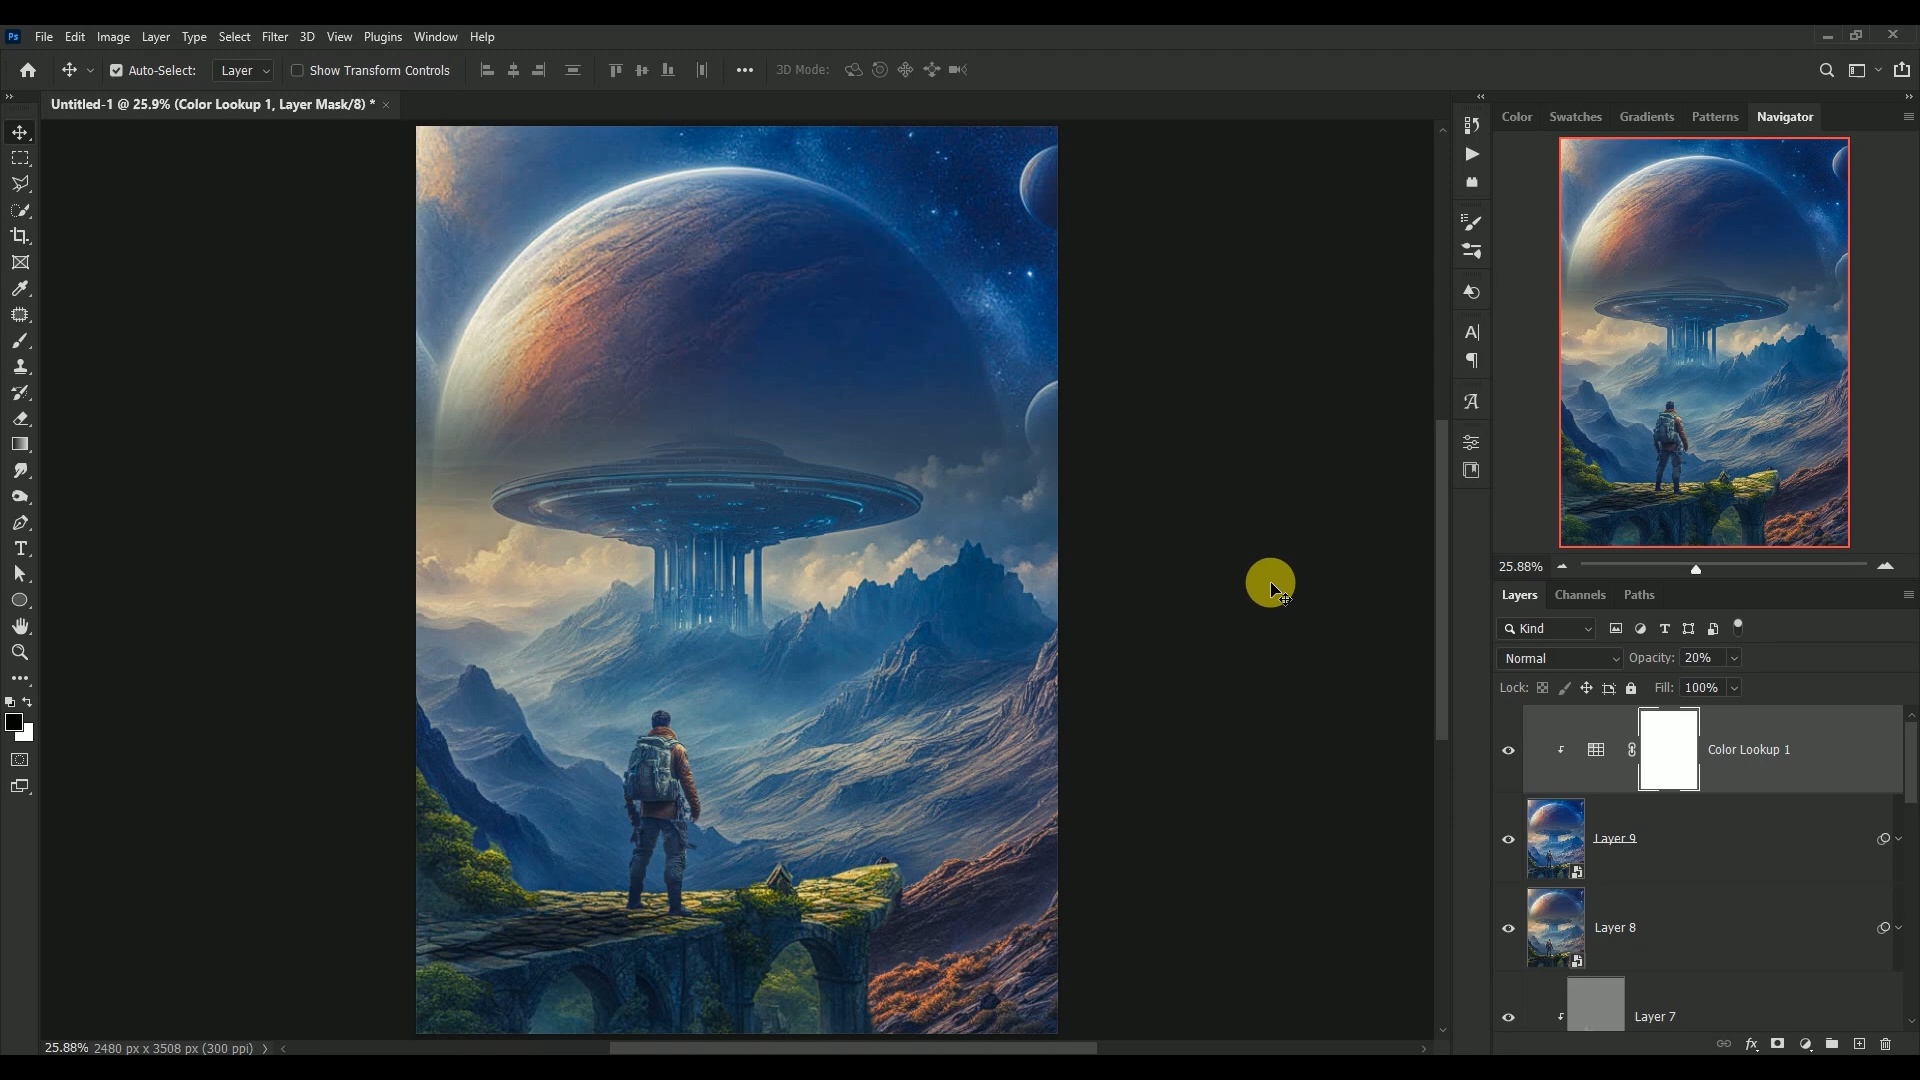 Ps File Edit Image Layer Type Select Filter 3D View Plugins Window Help
Auto-Select: Layer Show Transform Controls 3D Mode:
Untitled-1 @ 25.9% (Color Lookup 1, Layer Mask/8) *
Color Swatches Gradients Patterns Navigator
25.88%
Layers Channels Paths
Kind
Normal Opacity: 20%
Lock: Fill: 100%
Color Lookup 1
Layer 9
Layer 8
Layer 7
25.88% 2480 px x 3508 px (300 ppi)